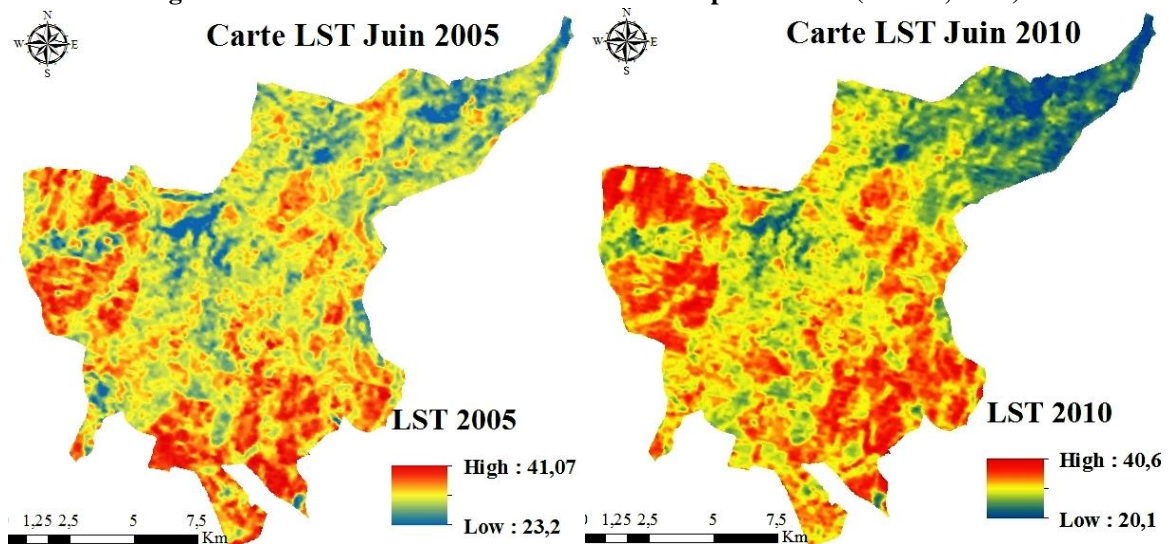 Carte LST Juin 2005
N
W E
S
LST 2005
High : 41,07
Low : 23,2
1,25 2,5 5 7,5
Km
Carte LST Juin 2010
N
W E
S
LST 2010
High : 40,6
Low : 20,1
0 1,25 2,5 5 7,5
Km